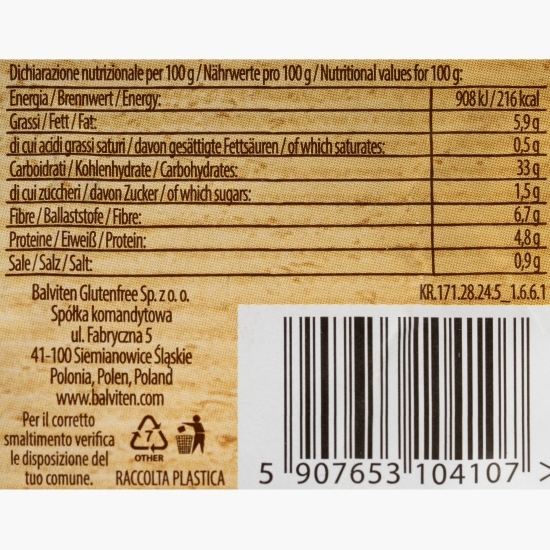 Dichiarazione nutrizionale per 100 g / Nährwerte pro 100 g / Nutritional values for 100 g:
Energia / Brennwert / Energy: 908 kJ / 216 kcal
Grassi / Fett / Fat: 5,9 g
di cui acidi grassi saturi / davon gesättigte Fettsäuren / of which saturates: 0,5 g
Carboidrati / Kohlenhydrate / Carbohydrates: 33 g
di cui zuccheri / davon Zucker / of which sugars: 1,5 g
Fibre / Ballaststofe / Fibre: 6,7 g
Proteine / Eiweiß / Protein: 4,8 g
Sale / Salz / Salt: 0,9 g
KR.171.28.24.5_1.6.6.1
Balviten Glutenfree Sp. z o. o.
Spółka komandytowa
ul. Fabryczna 5
41-100 Siemianowice Śląskie
Polonia, Polen, Poland
www.balviten.com
Per il corretto
smaltimento verifica
le disposizione del
tuo comune.
7
OTHER
RACCOLTA PLASTICA
5 907653 104107 >